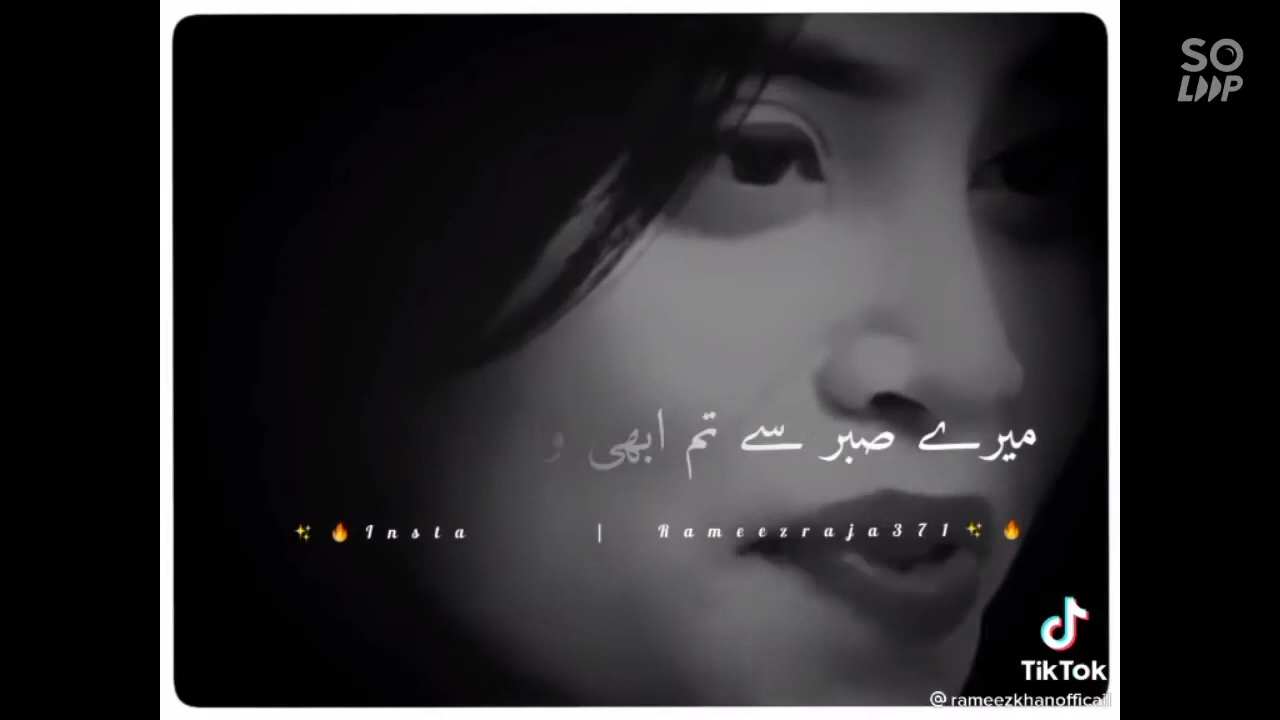 SO
LOOP
میرے صبر سے تم ابھی و
✨ 🔥 Insta | Rameezraja371 ✨ 🔥
TikTok
@rameezkhanofficail